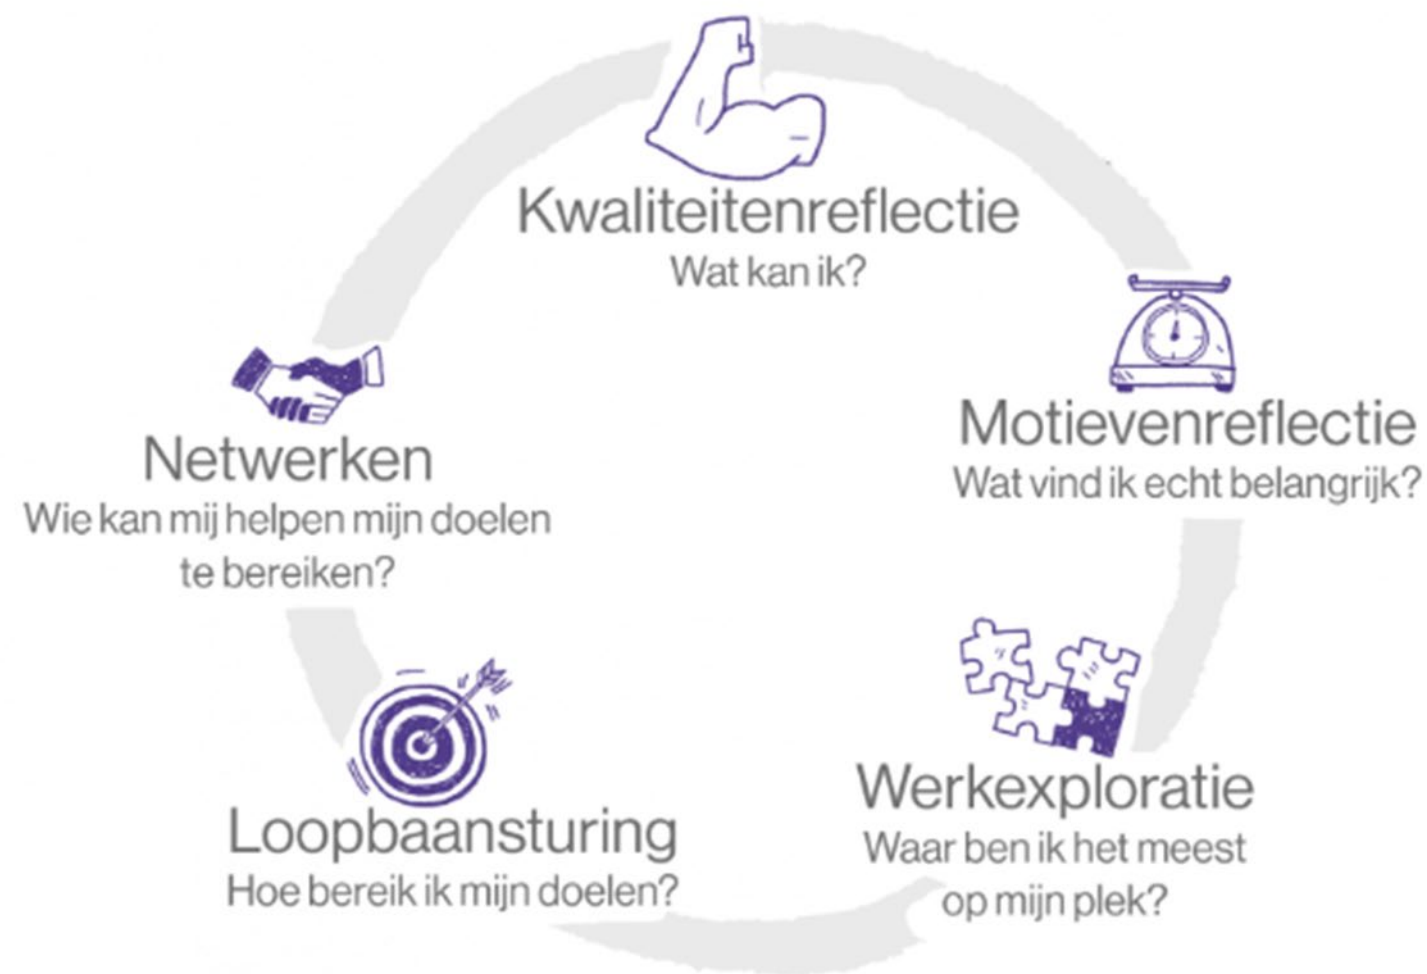 Kwaliteitenreflectie
Wat kan ik?
Motievenreflectie
Wat vind ik echt belangrijk?
Werkexploratie
Waar ben ik het meest
op mijn plek?
Loopbaansturing
Hoe bereik ik mijn doelen?
Netwerken
Wie kan mij helpen mijn doelen
te bereiken?